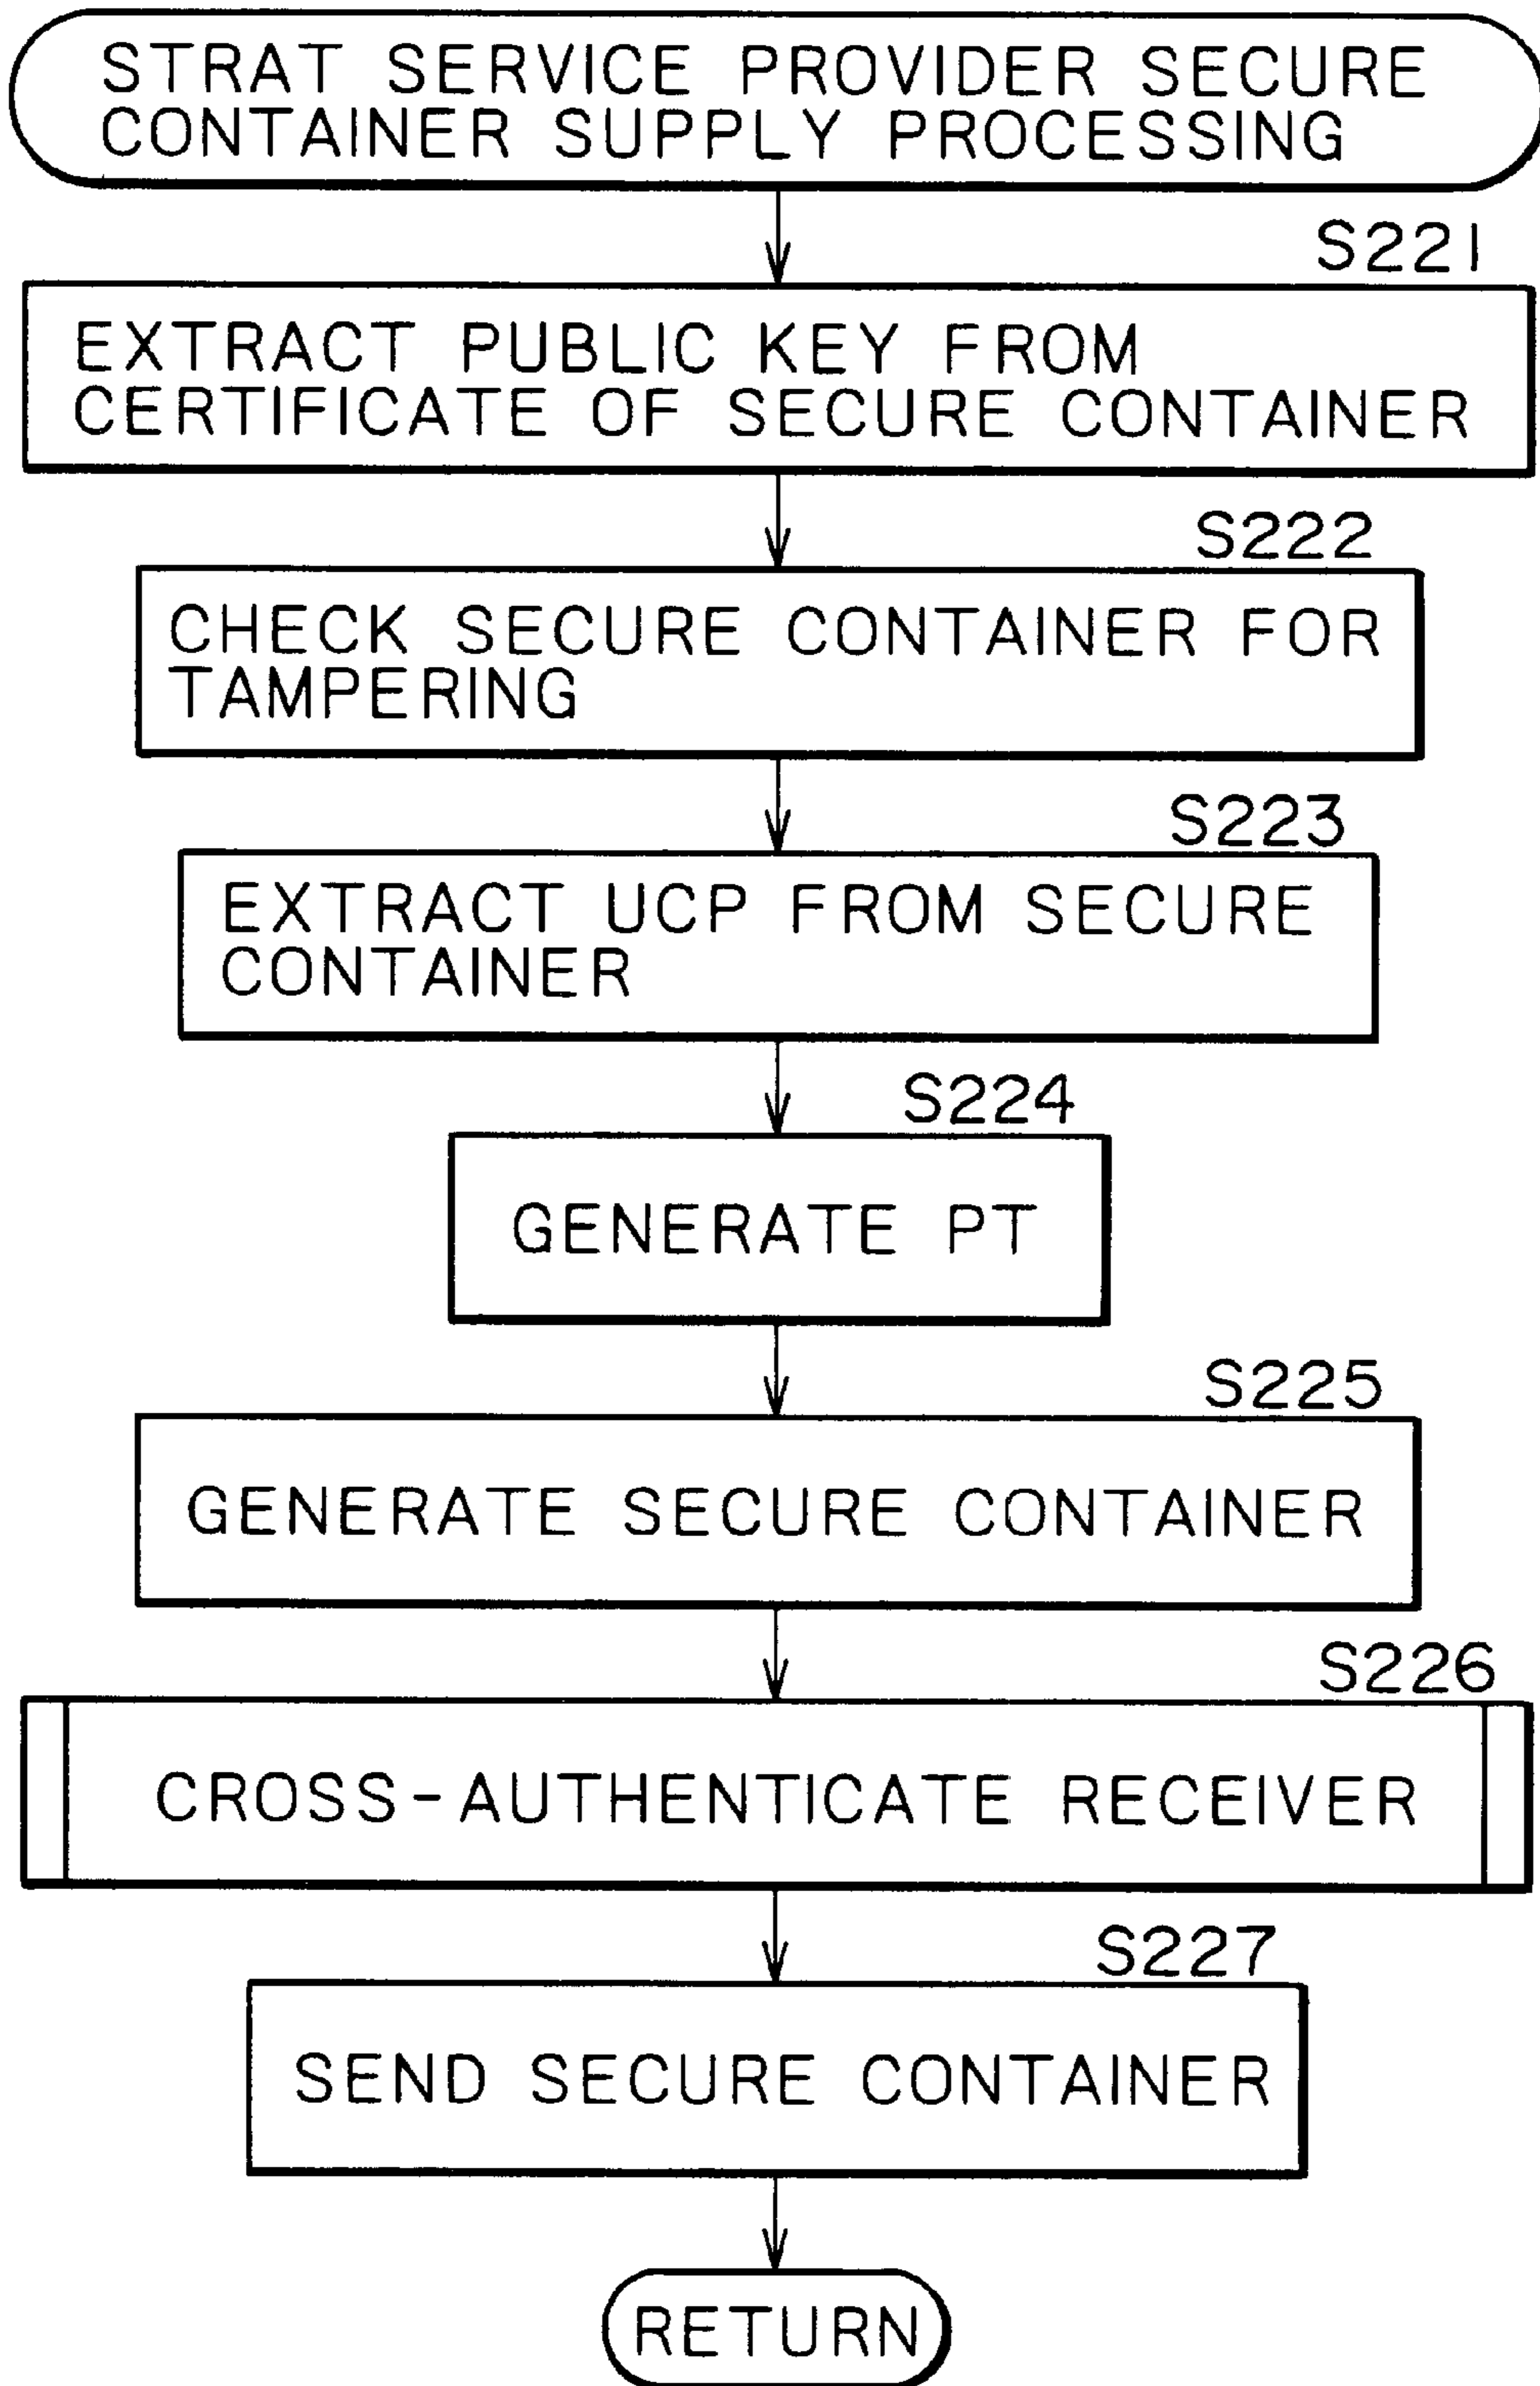 STRAT SERVICE PROVIDER SECURE
CONTAINER SUPPLY PROCESSING
S221
EXTRACT PUBLIC KEY FROM
CERTIFICATE OF SECURE CONTAINER
S222
CHECK SECURE CONTAINER FOR
TAMPERING
S223
EXTRACT UCP FROM SECURE
CONTAINER
S224
GENERATE PT
S225
GENERATE SECURE CONTAINER
S226
CROSS-AUTHENTICATE RECEIVER
S227
SEND SECURE CONTAINER
RETURN